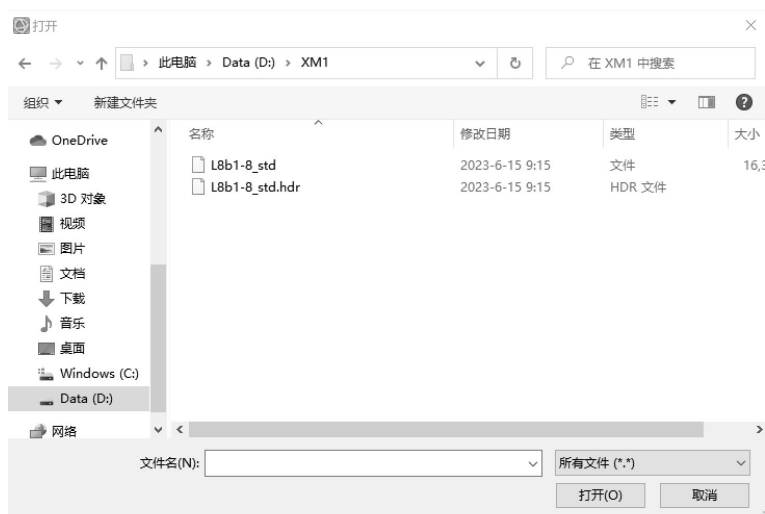 打开
此电脑 › Data (D:) › XM1
在 XM1 中搜索
组织 新建文件夹
名称 修改日期 类型 大小
L8b1-8_std 2023-6-15 9:15 文件 16,3
L8b1-8_std.hdr 2023-6-15 9:15 HDR 文件
OneDrive
此电脑
3D 对象
视频
图片
文档
下载
音乐
桌面
Windows (C:)
Data (D:)
网络
文件名(N):
所有文件 (*.*)
打开(O) 取消